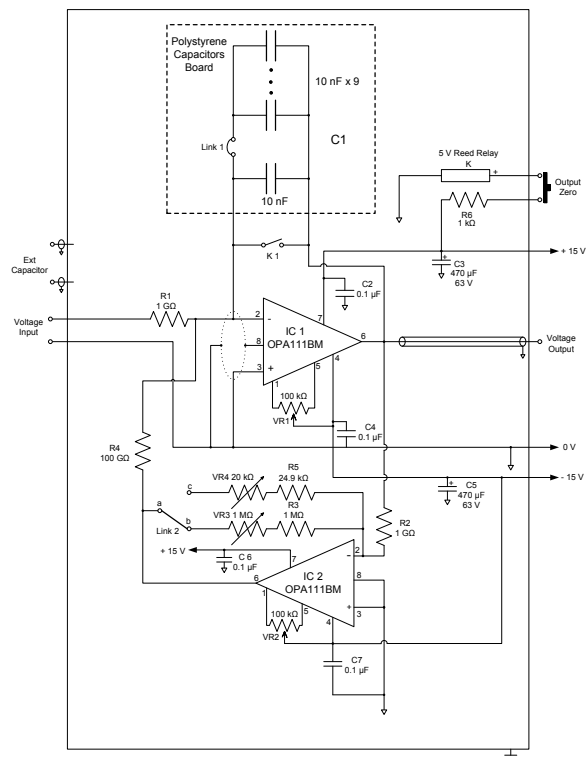 Polystyrene
Capacitors
Board
10 nF x 9
C1
Link 1
10 nF
5 V Reed Relay
K
+
Output
Zero
R6
1 kΩ
K 1
+ 15 V
+
C3
470 µF
63 V
Ext
Capacitor
C2
0.1 µF
R1
1 GΩ
Voltage
Input
2
-
7
IC 1
OPA111BM
8
6
3
+
1
5
4
Voltage
Output
100 kΩ
VR1
C4
0.1 µF
0 V
R4
100 GΩ
- 15 V
+
C5
470 µF
63 V
c
VR4 20 kΩ
R5
24.9 kΩ
a
b
Link 2
VR3 1 MΩ
R3
1 MΩ
R2
1 GΩ
+ 15 V
C 6
0.1 µF
7
-
2
6
IC 2
OPA111BM
8
1
+
3
100 kΩ
5
4
VR2
C7
0.1 µF